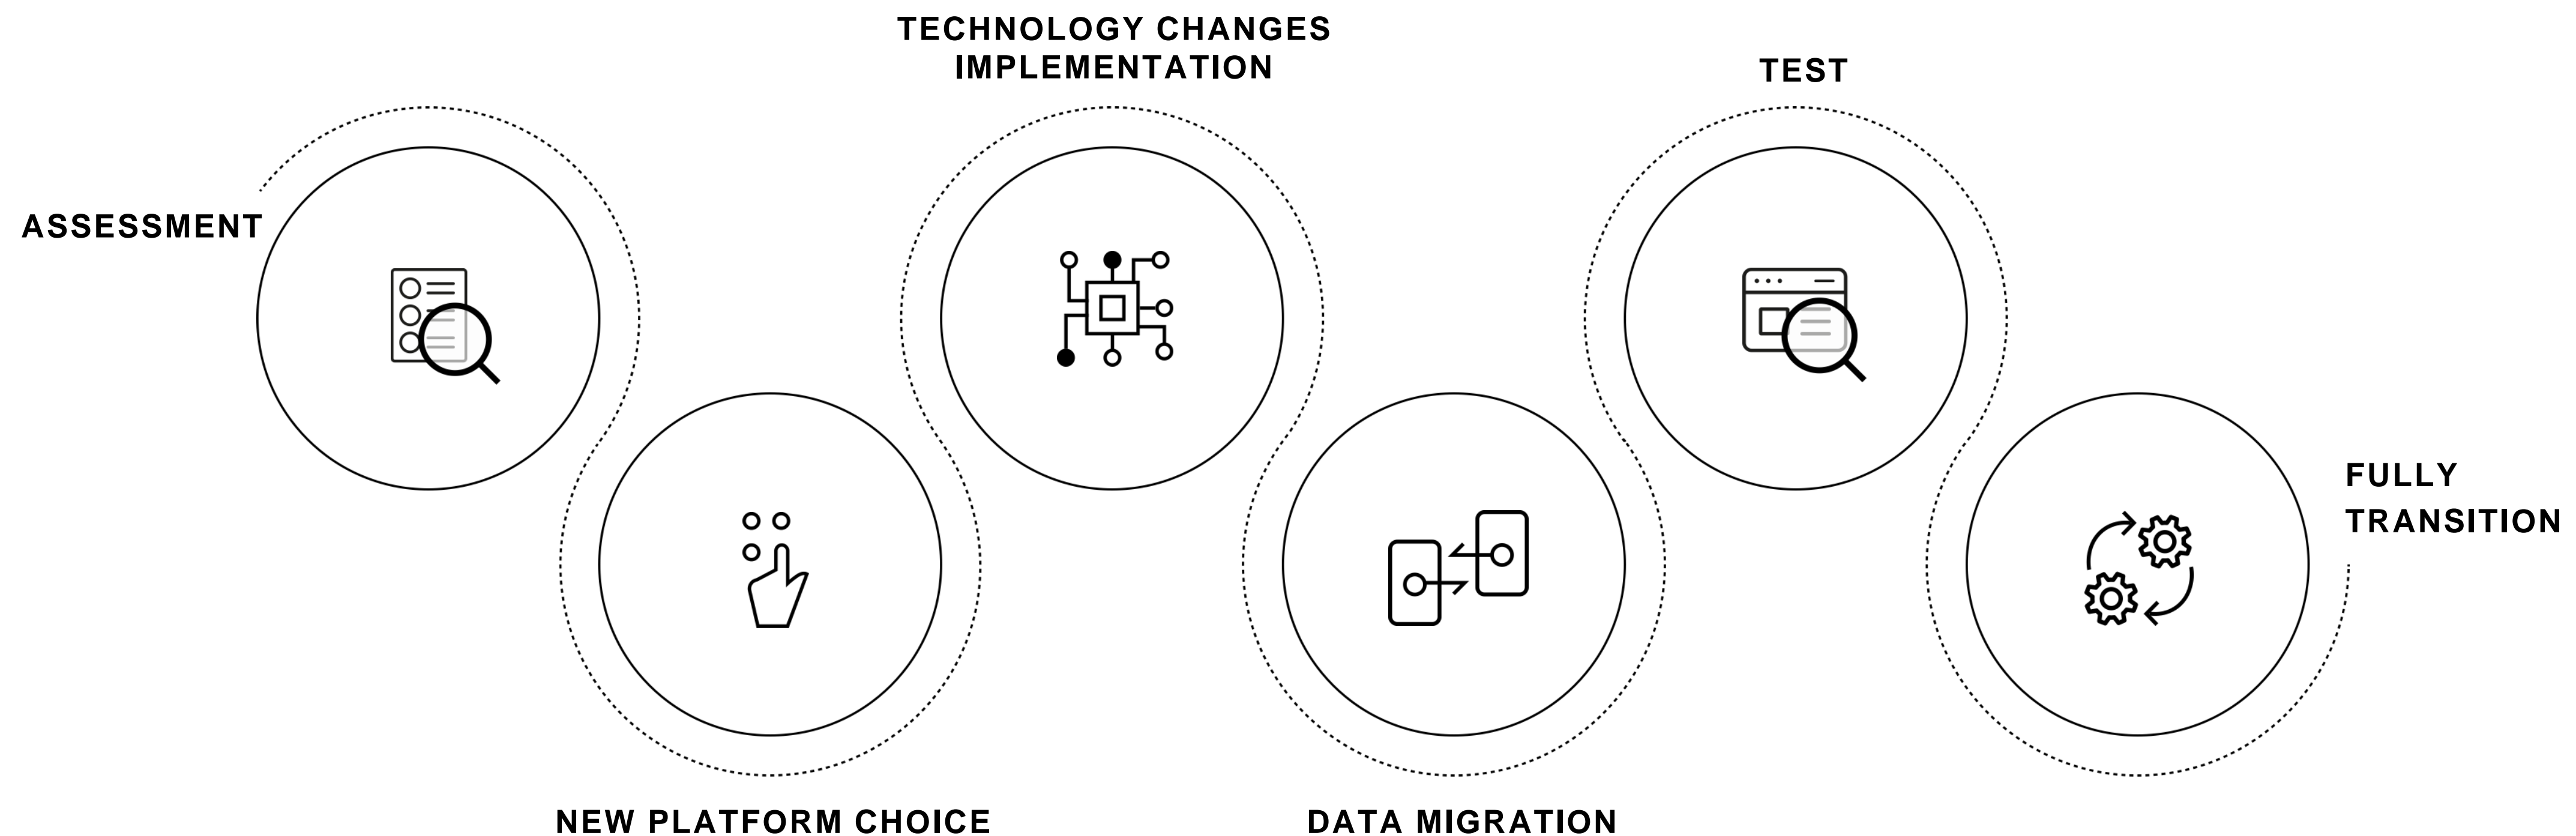 ASSESSMENT
NEW PLATFORM CHOICE
TECHNOLOGY CHANGES
IMPLEMENTATION
DATA MIGRATION
TEST
FULLY
TRANSITION